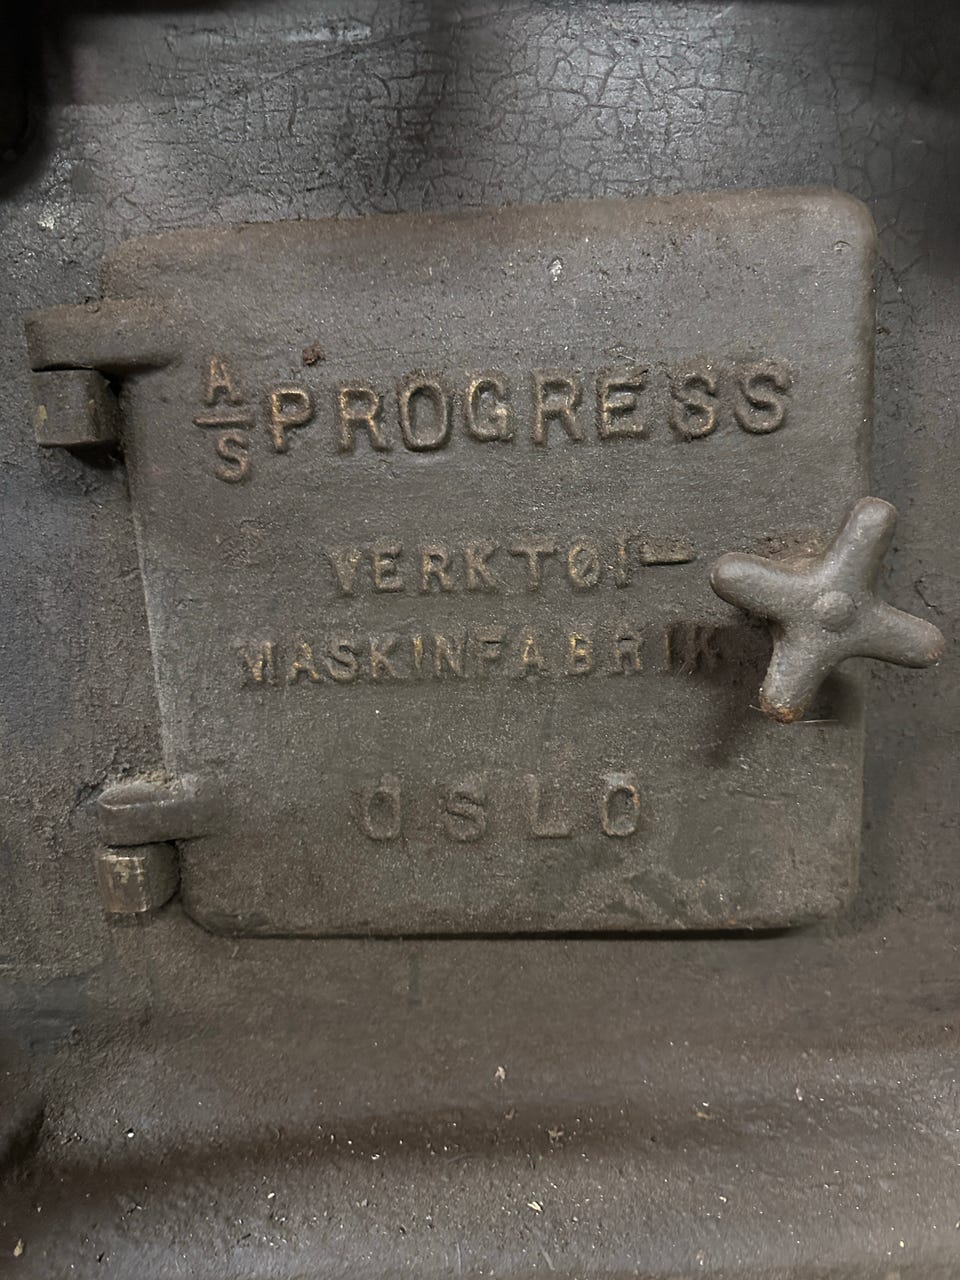 A/S PROGRESS
VERKTØI-
MASKINFABRIK
OSLO